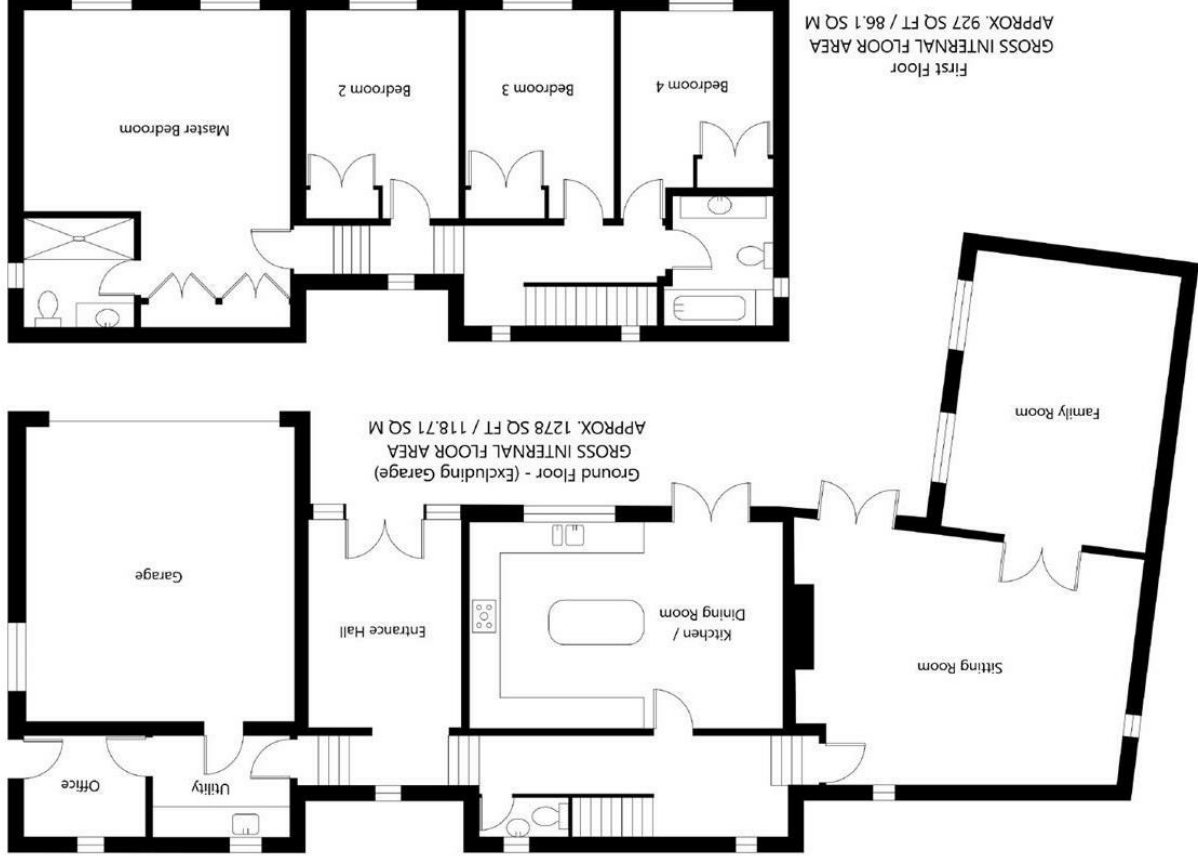 Utility
Office
Sitting Room
Kitchen /
Dining Room
Entrance Hall
Garage
Family Room
Ground Floor - (Excluding Garage)
GROSS INTERNAL FLOOR AREA
APPROX. 1278 SQ FT / 118.71 SQ M
Master Bedroom
Bedroom 4
Bedroom 3
Bedroom 2
First Floor
GROSS INTERNAL FLOOR AREA
APPROX. 927 SQ FT / 86.1 SQ M